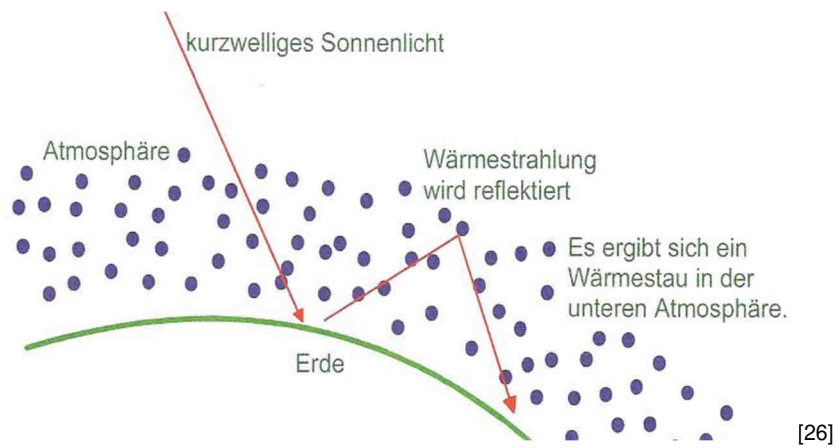 kurzwelliges Sonnenlicht
Atmosphäre
Wärmestrahlung
wird reflektiert
Es ergibt sich ein
Wärmestau in der
unteren Atmosphäre.
Erde
[26]